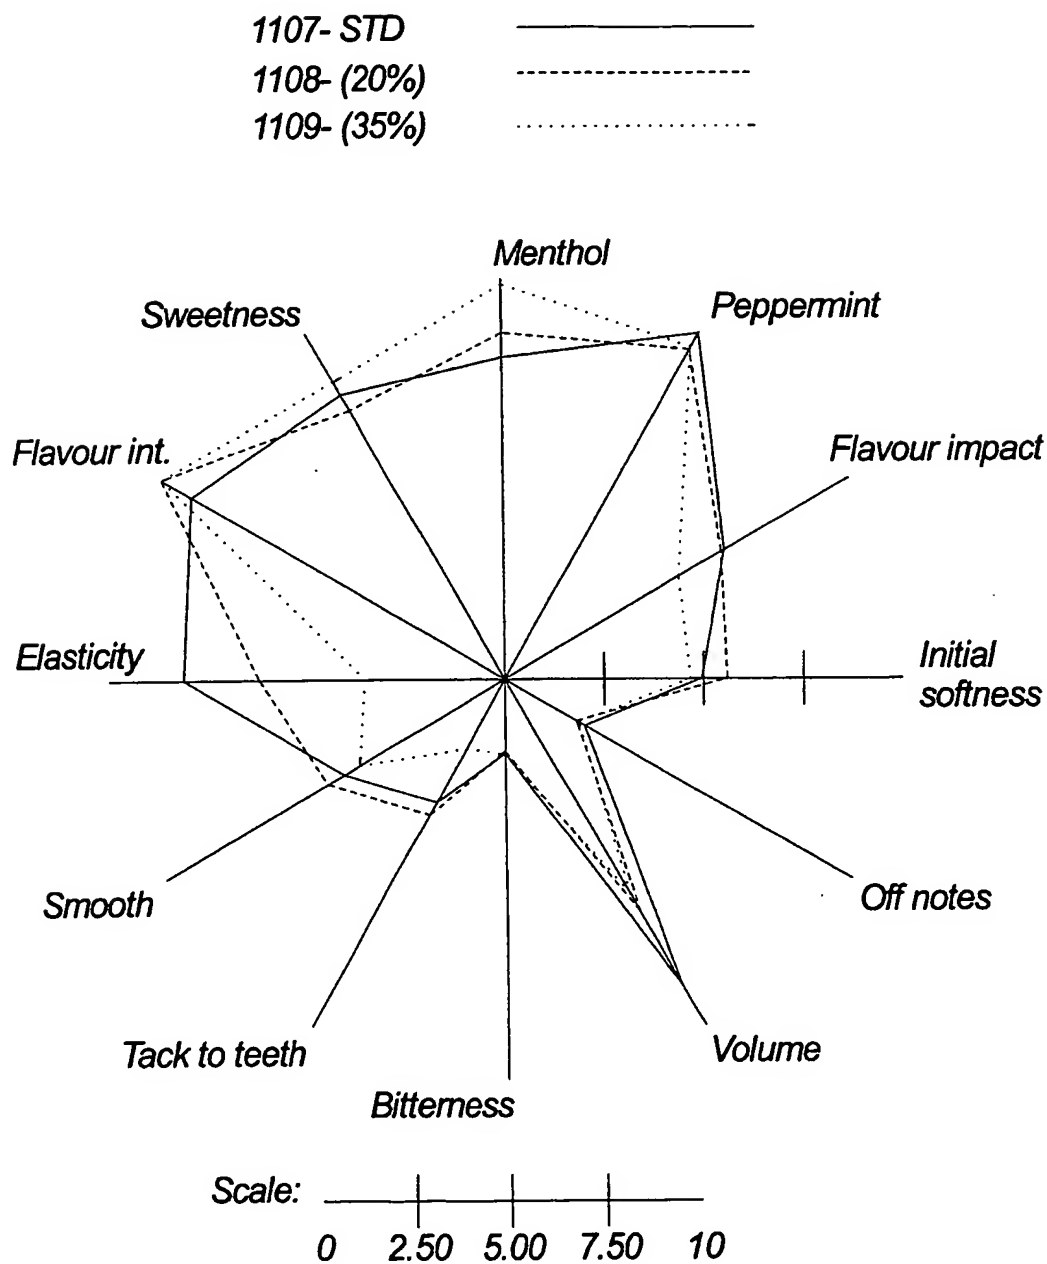 1107- STD
1108- (20%)
1109- (35%)
Menthol
Sweetness
Peppermint
Flavour int.
Flavour impact
Elasticity
Initial
softness
Smooth
Off notes
Tack to teeth
Volume
Bitterness
Scale:
0 2.50 5.00 7.50 10